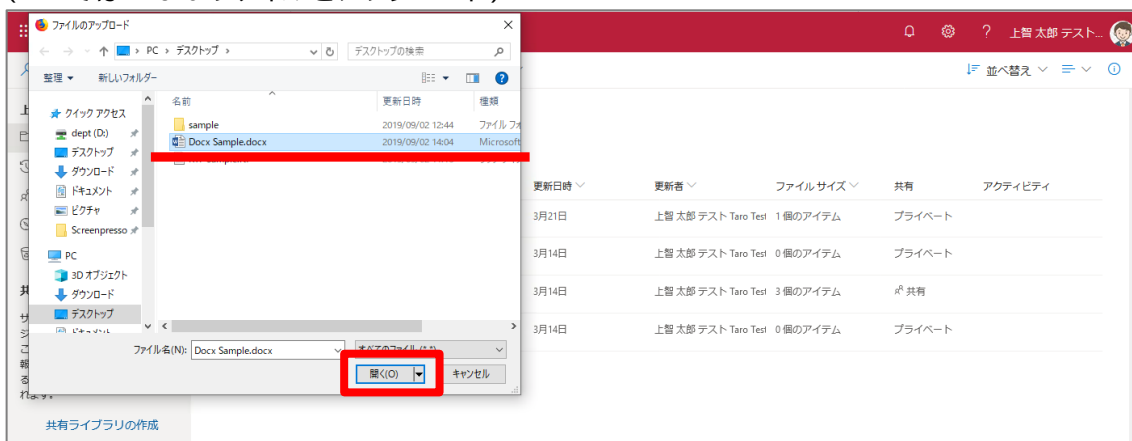 ファイルのアップロード
上智 太郎 テスト...
PC > デスクトップ >
デスクトップの検索
整理
新しいフォルダー
並べ替え
名前
更新日時
種類
クイック アクセス
dept (D:)
デスクトップ
ダウンロード
ドキュメント
ピクチャ
Screenpresso
PC
3D オブジェクト
ダウンロード
デスクトップ
sample 2019/09/02 12:44 ファイル フォ
Docx Sample.docx 2019/09/02 14:04 Microsoft
ファイル名(N): Docx Sample.docx
すべてのファイル (*.*)
開く(O)
キャンセル
更新日時 更新者 ファイル サイズ 共有 アクティビティ
3月21日 上智 太郎 テスト Taro Test 1 個のアイテム プライベート
3月14日 上智 太郎 テスト Taro Test 0 個のアイテム プライベート
3月14日 上智 太郎 テスト Taro Test 3 個のアイテム 共有
3月14日 上智 太郎 テスト Taro Test 0 個のアイテム プライベート
共有ライブラリの作成